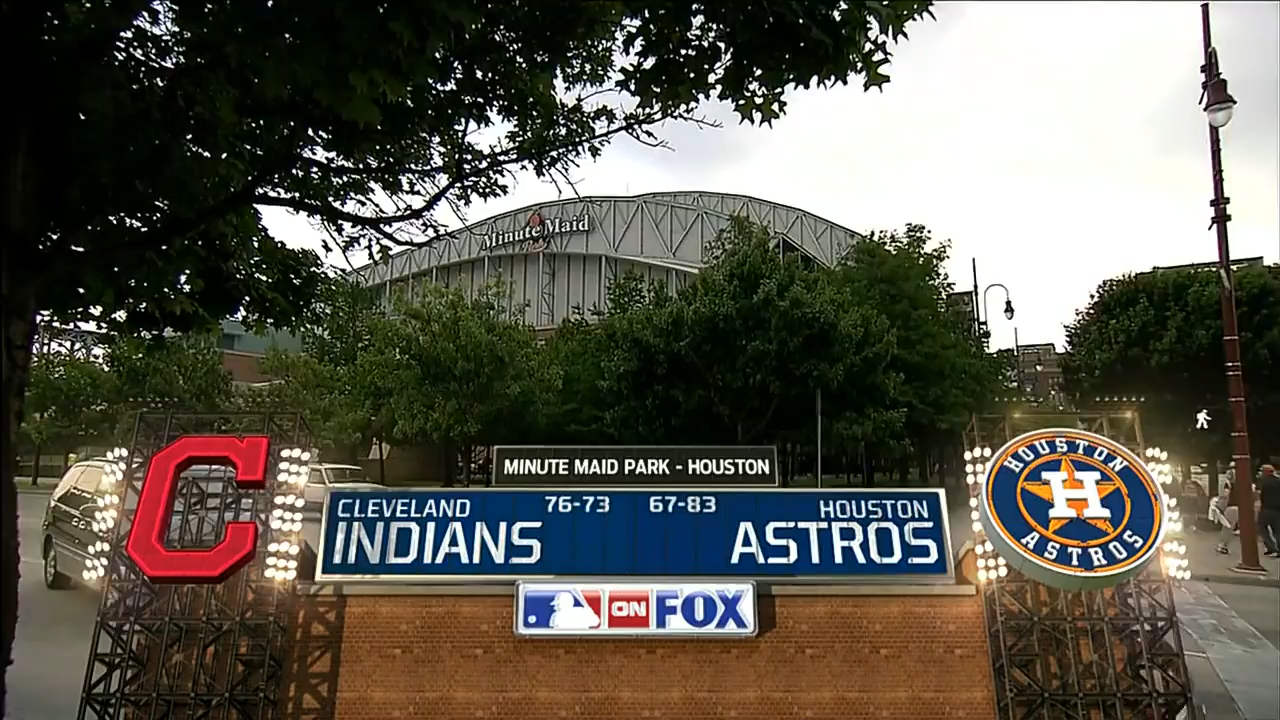 Minute Maid
MINUTE MAID PARK - HOUSTON
CLEVELAND 76-73 67-83 HOUSTON
INDIANS ASTROS
C
HOUSTON
H
ASTROS
ON FOX